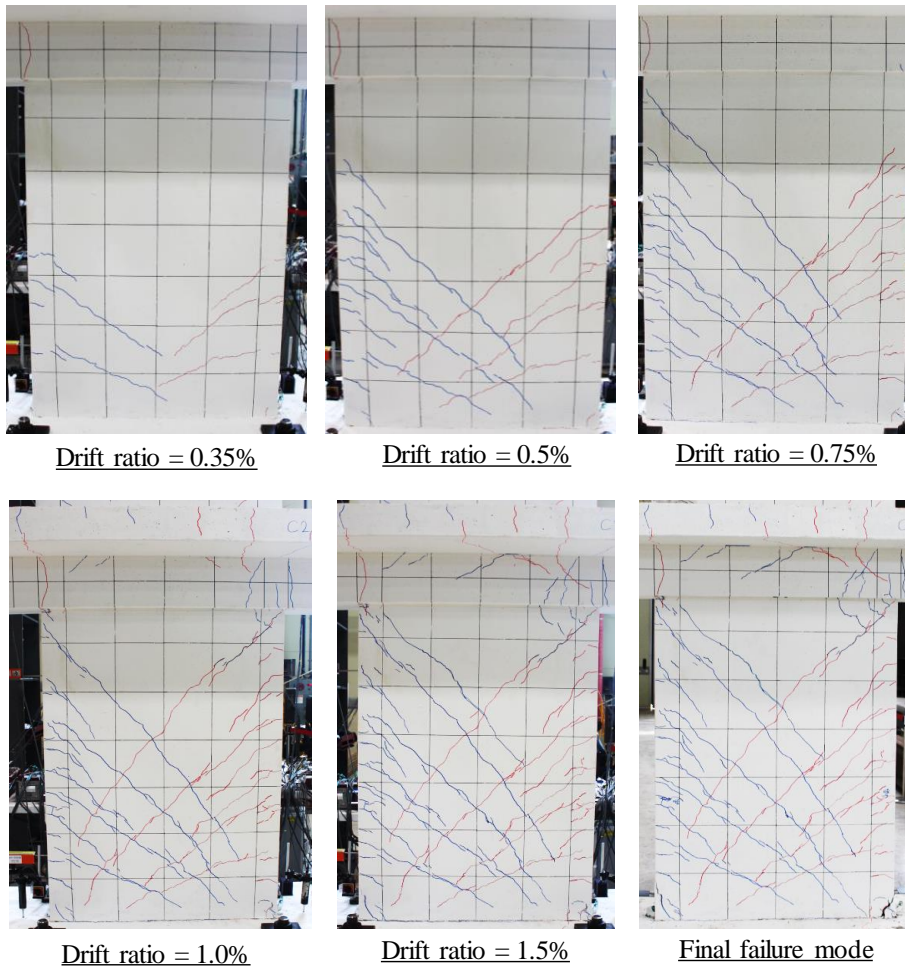 Drift ratio = 0.35%
Drift ratio = 0.5%
Drift ratio = 0.75%
C2
C
Drift ratio = 1.0%
Drift ratio = 1.5%
Final failure mode